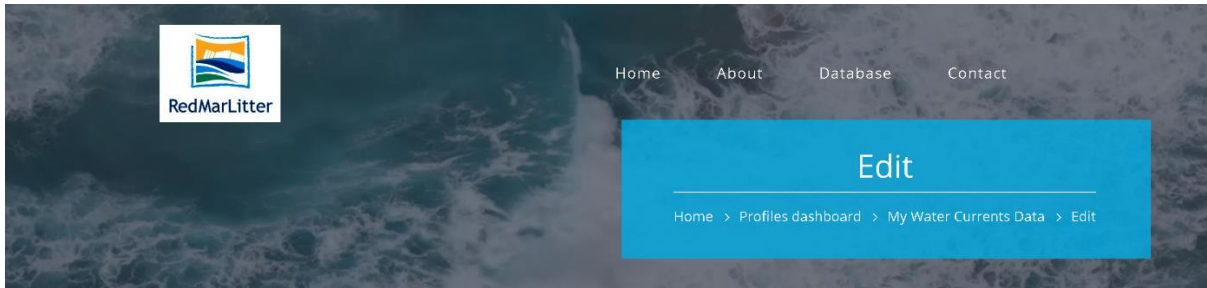 RedMarLitter
Home About Database Contact
Edit
Home > Profiles dashboard > My Water Currents Data > Edit